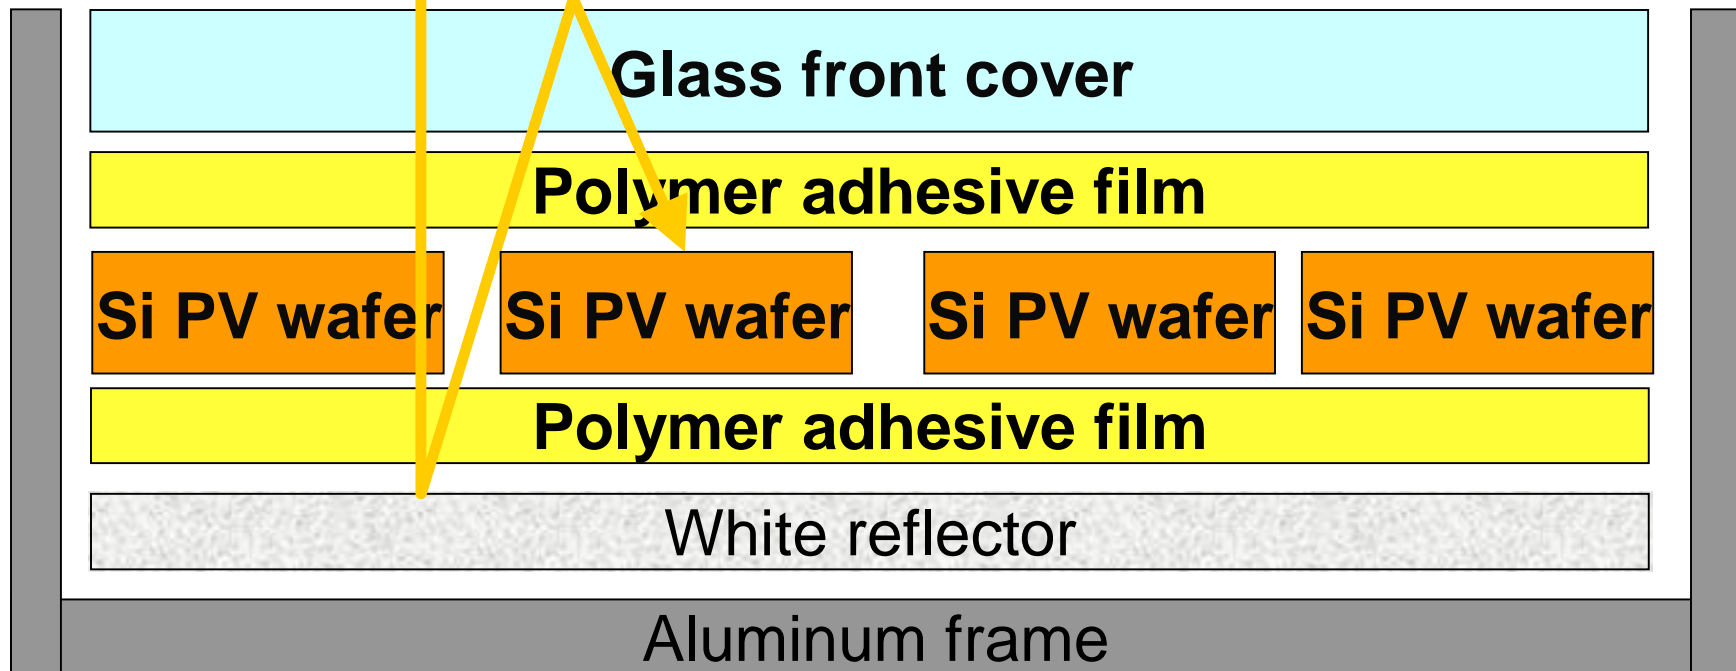 Glass front cover
Polymer adhesive film
Si PV wafer Si PV wafer Si PV wafer Si PV wafer
Polymer adhesive film
White reflector
Aluminum frame